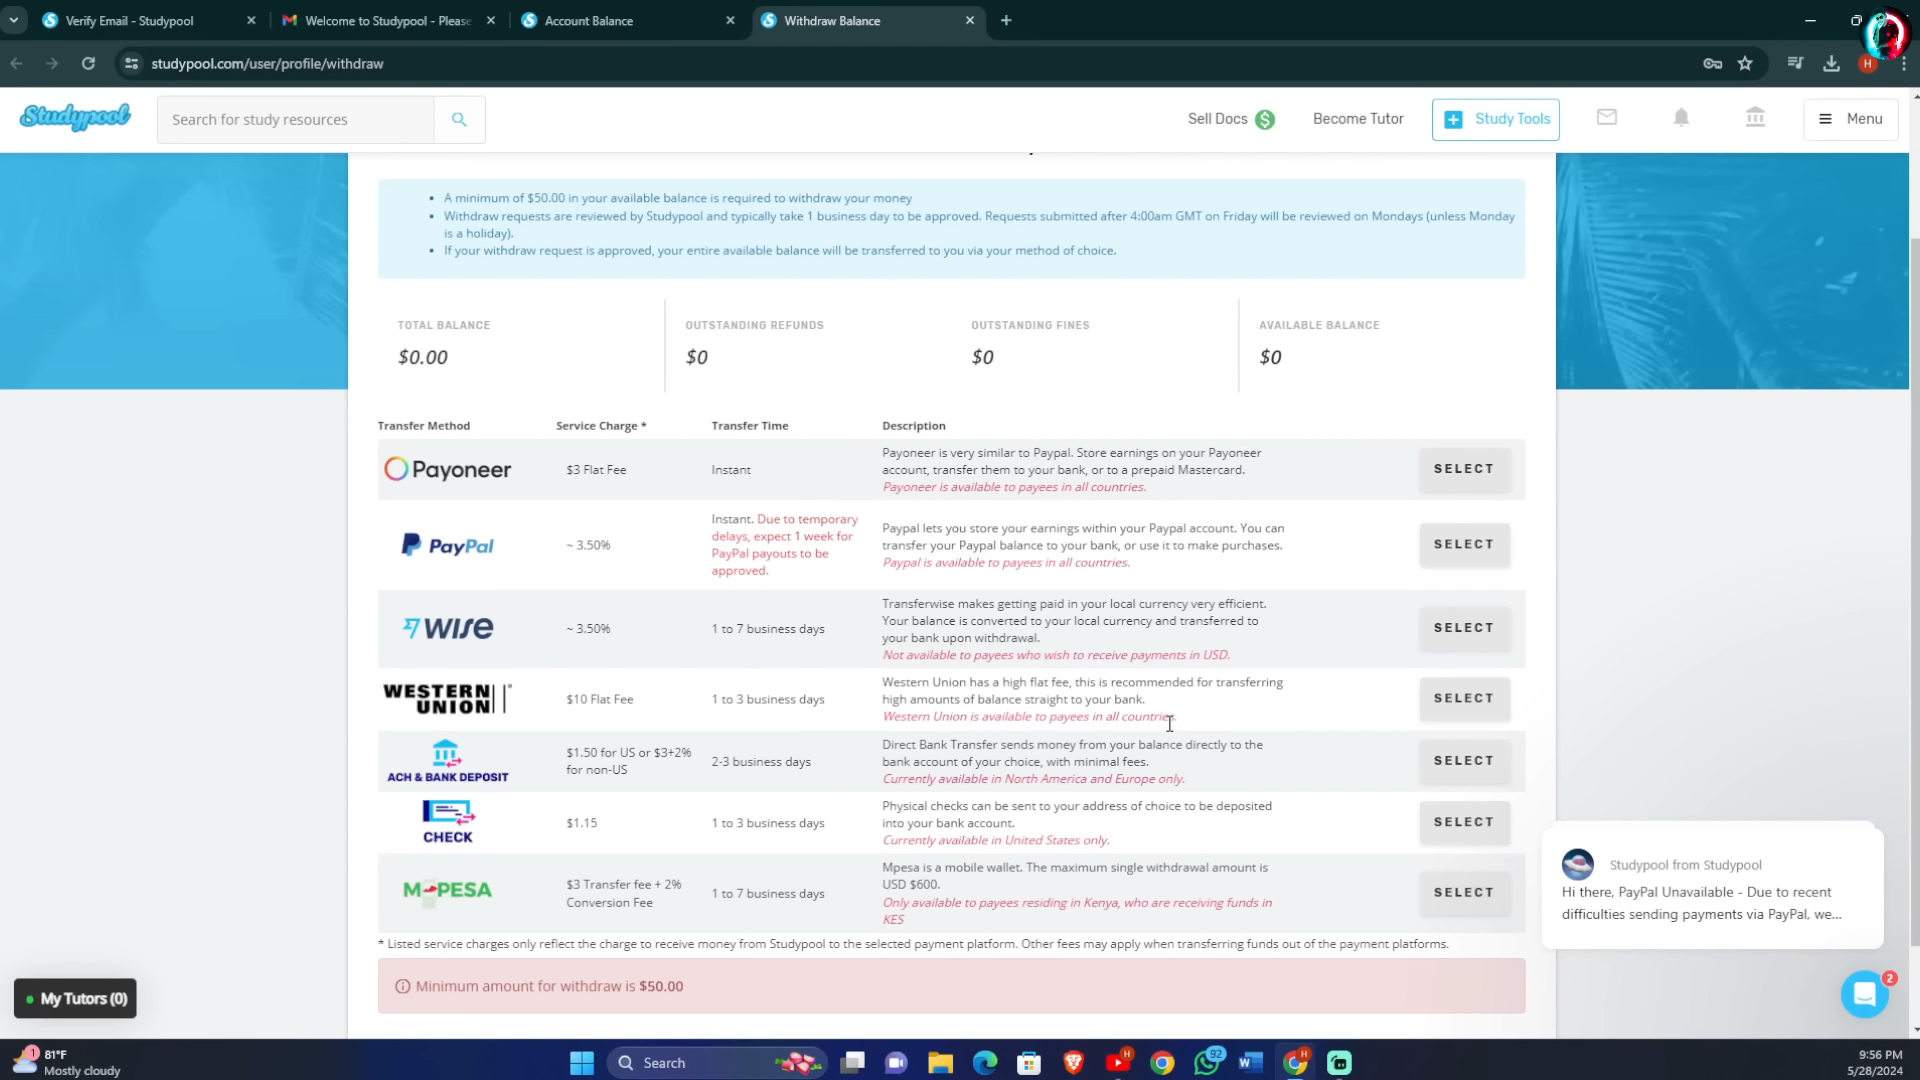 Verify Email - Studypool
Welcome to Studypool - Please
Account Balance
Withdraw Balance
studypool.com/user/profile/withdraw
H
Studypool
Search for study resources
Sell Docs $
Become Tutor
Study Tools
Menu
A minimum of $50.00 in your available balance is required to withdraw your money
Withdraw requests are reviewed by Studypool and typically take 1 business day to be approved. Requests submitted after 4:00am GMT on Friday will be reviewed on Mondays (unless Monday
is a holiday).
If your withdraw request is approved, your entire available balance will be transferred to you via your method of choice.
TOTAL BALANCE
$0.00
OUTSTANDING REFUNDS
$0
OUTSTANDING FINES
$0
AVAILABLE BALANCE
$0
Transfer Method
Service Charge *
Transfer Time
Description
Payoneer
$3 Flat Fee
Instant
Payoneer is very similar to Paypal. Store earnings on your Payoneer
account, transfer them to your bank, or to a prepaid Mastercard.
Payoneer is available to payees in all countries.
SELECT
PayPal
~ 3.50%
Instant. Due to temporary
delays, expect 1 week for
PayPal payouts to be
approved.
Paypal lets you store your earnings within your Paypal account. You can
transfer your Paypal balance to your bank, or use it to make purchases.
Paypal is available to payees in all countries.
SELECT
WISE
~ 3.50%
1 to 7 business days
Transferwise makes getting paid in your local currency very efficient.
Your balance is converted to your local currency and transferred to
your bank upon withdrawal.
Not available to payees who wish to receive payments in USD.
SELECT
WESTERN
UNION
$10 Flat Fee
1 to 3 business days
Western Union has a high flat fee, this is recommended for transferring
high amounts of balance straight to your bank.
Western Union is available to payees in all countries.
SELECT
ACH & BANK DEPOSIT
$1.50 for US or $3+2%
for non-US
2-3 business days
Direct Bank Transfer sends money from your balance directly to the
bank account of your choice, with minimal fees.
Currently available in North America and Europe only.
SELECT
CHECK
$1.15
1 to 3 business days
Physical checks can be sent to your address of choice to be deposited
into your bank account.
Currently available in United States only.
SELECT
M-PESA
$3 Transfer fee + 2%
Conversion Fee
1 to 7 business days
Mpesa is a mobile wallet. The maximum single withdrawal amount is
USD $600.
Only available to payees residing in Kenya, who are receiving funds in
KES
SELECT
* Listed service charges only reflect the charge to receive money from Studypool to the selected payment platform. Other fees may apply when transferring funds out of the payment platforms.
Minimum amount for withdraw is $50.00
Studypool from Studypool
Hi there, PayPal Unavailable - Due to recent
difficulties sending payments via PayPal, we...
2
My Tutors (0)
1
81°F
Mostly cloudy
Search
H
92
H
9:56 PM
5/28/2024